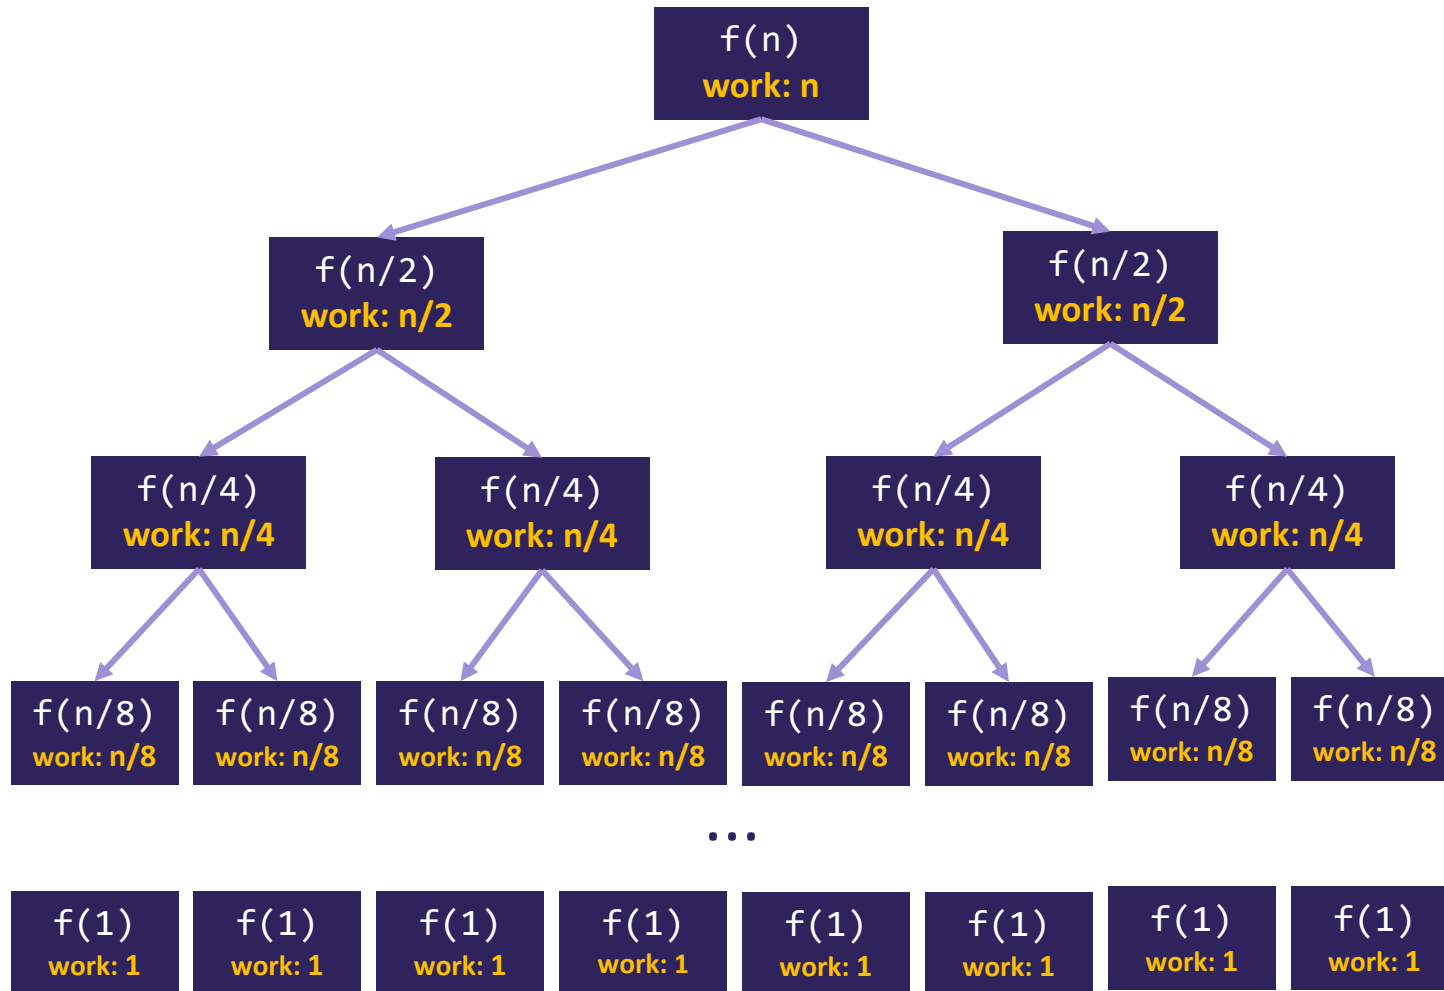 f(n)
work: n
f(n/2)
work: n/2
f(n/2)
work: n/2
f(n/4)
work: n/4
f(n/4)
work: n/4
f(n/4)
work: n/4
f(n/4)
work: n/4
f(n/8)
work: n/8
f(n/8)
work: n/8
f(n/8)
work: n/8
f(n/8)
work: n/8
f(n/8)
work: n/8
f(n/8)
work: n/8
f(n/8)
work: n/8
f(n/8)
work: n/8
...
f(1)
work: 1
f(1)
work: 1
f(1)
work: 1
f(1)
work: 1
f(1)
work: 1
f(1)
work: 1
f(1)
work: 1
f(1)
work: 1